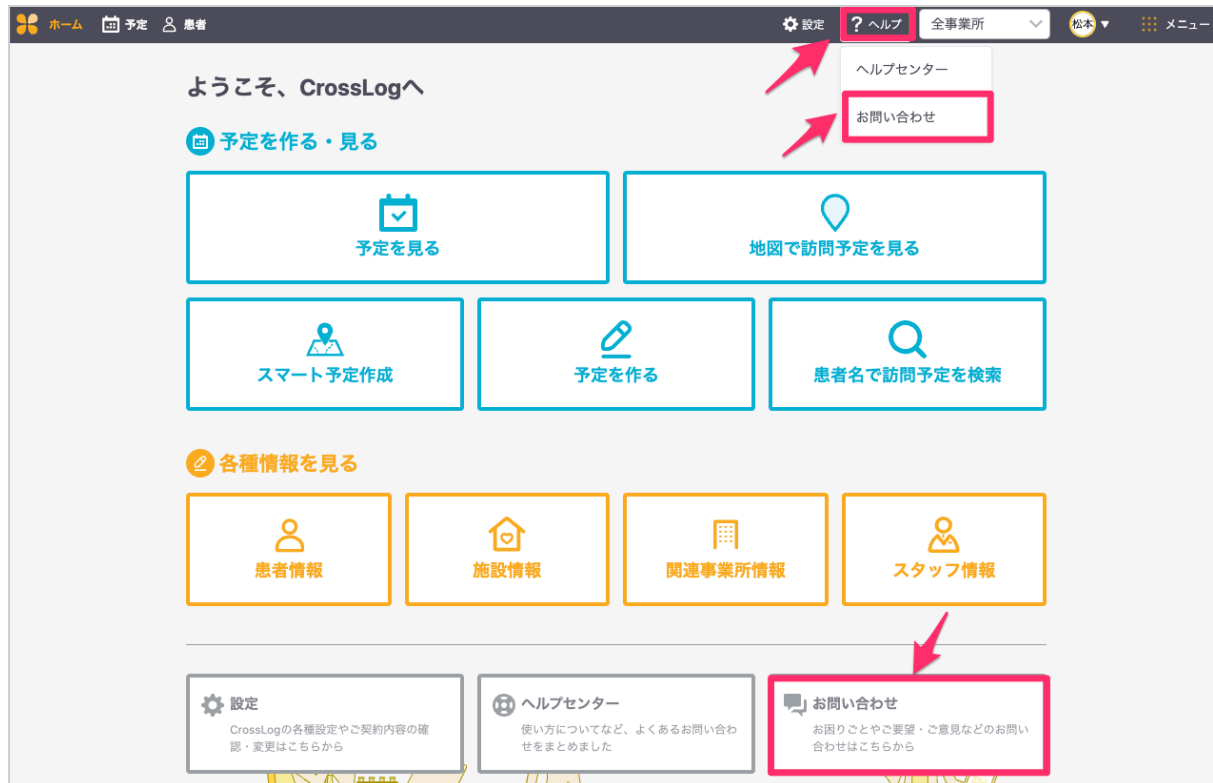 ホーム 予定 患者 設定 ? ヘルプ 全事業所 松本 ▼ メニュー
ヘルプセンター
お問い合わせ
ようこそ、CrossLogへ
予定を作る・見る
予定を見る 地図で訪問予定を見る
スマート予定作成 予定を作る 患者名で訪問予定を検索
各種情報を見る
患者情報 施設情報 関連事業所情報 スタッフ情報
設定
CrossLogの各種設定やご契約内容の確
認・変更はこちらから
ヘルプセンター
使い方についてなど、よくあるお問い合わ
せをまとめました
お問い合わせ
お困りごとやご要望・ご意見などのお問い
合わせはこちらから